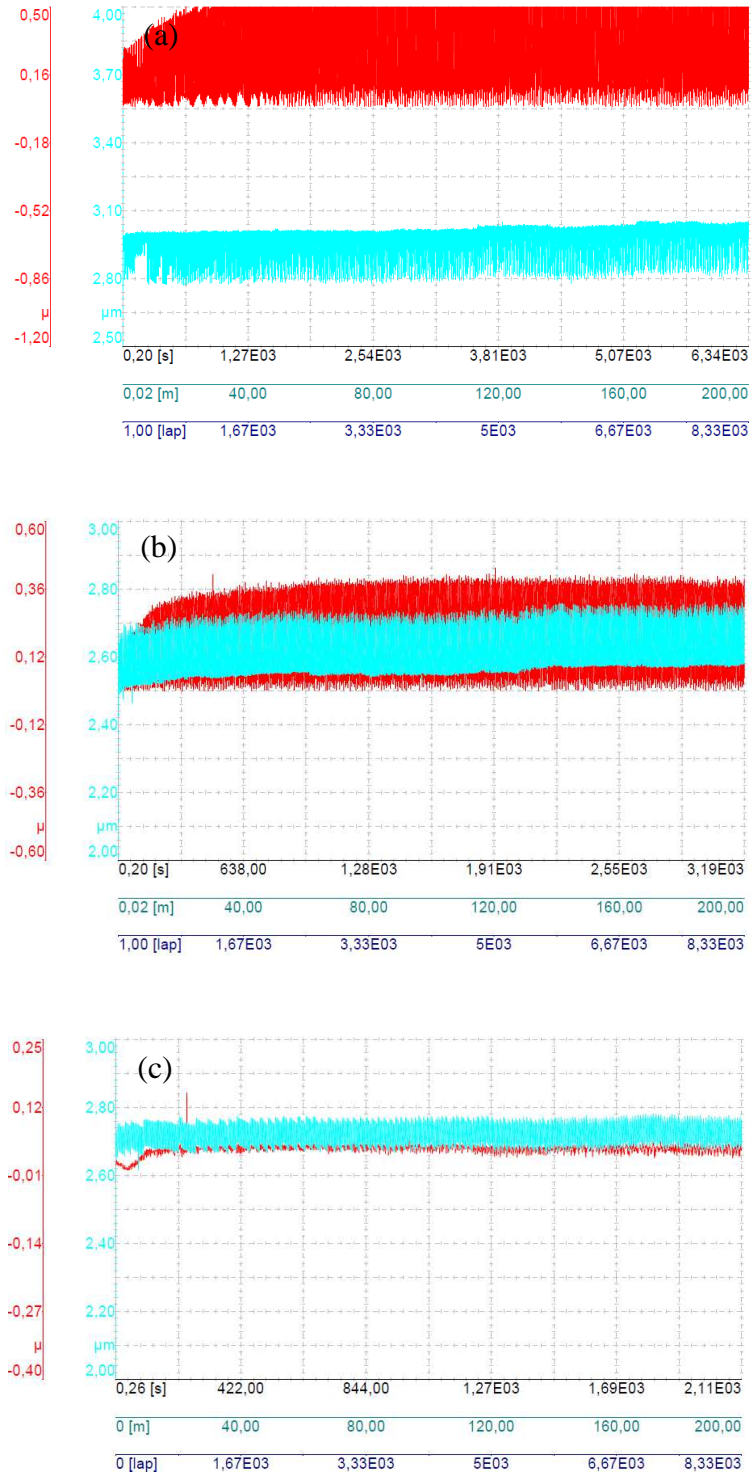 0,50 4,00 (a)
0,16 3,70
-0,18 3,40
-0,52 3,10
-0,86 2,80
µ µm
-1,20 2,50
0,20 [s] 1,27E03 2,54E03 3,81E03 5,07E03 6,34E03
0,02 [m] 40,00 80,00 120,00 160,00 200,00
1,00 [lap] 1,67E03 3,33E03 5E03 6,67E03 8,33E03
0,60 3,00 (b)
0,36 2,80
0,12 2,60
-0,12 2,40
-0,36 2,20
µ µm
-0,60 2,00
0,20 [s] 638,00 1,28E03 1,91E03 2,55E03 3,19E03
0,02 [m] 40,00 80,00 120,00 160,00 200,00
1,00 [lap] 1,67E03 3,33E03 5E03 6,67E03 8,33E03
0,25 3,00 (c)
0,12 2,80
-0,01 2,60
-0,14 2,40
-0,27 2,20
µ µm
-0,40 2,00
0,26 [s] 422,00 844,00 1,27E03 1,69E03 2,11E03
0 [m] 40,00 80,00 120,00 160,00 200,00
0 [lap] 1,67E03 3,33E03 5E03 6,67E03 8,33E03